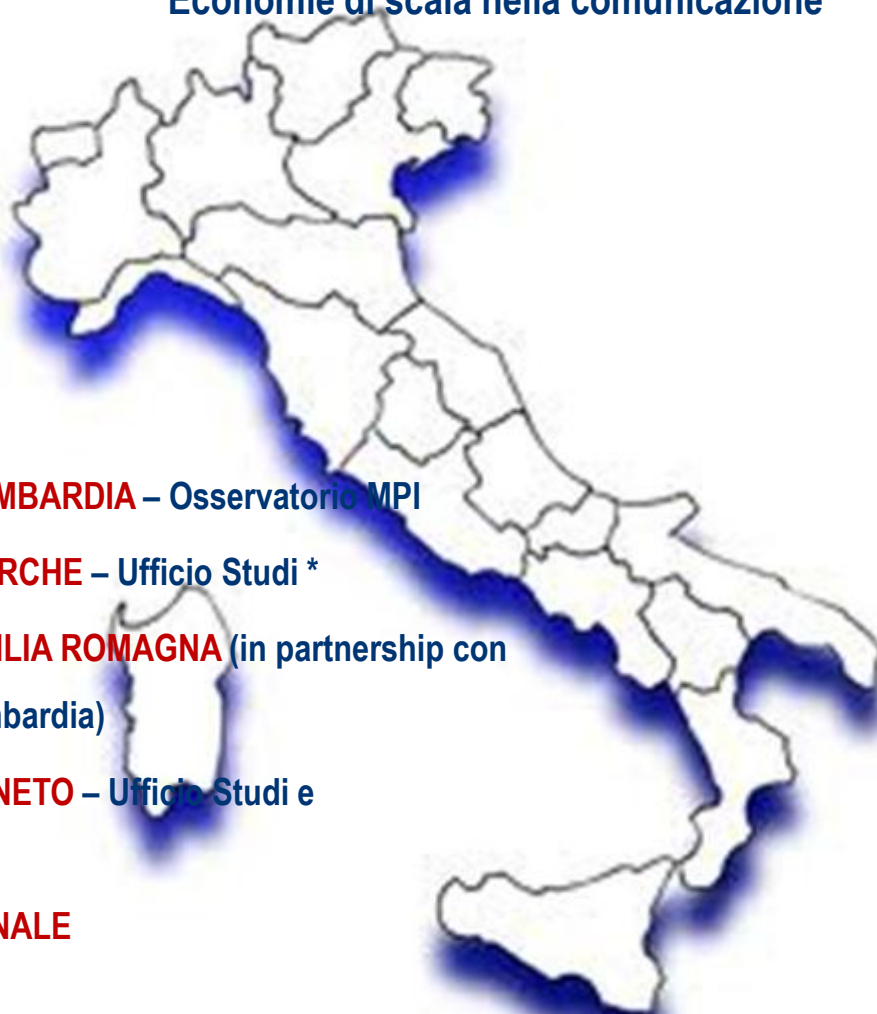 Economie di scala nella comunicazione
MBARDIA – Osservatorio MPI
RCHE – Ufficio Studi *
ILIA ROMAGNA (in partnership con
mbardia)
NETO – Ufficio Studi e
NALE